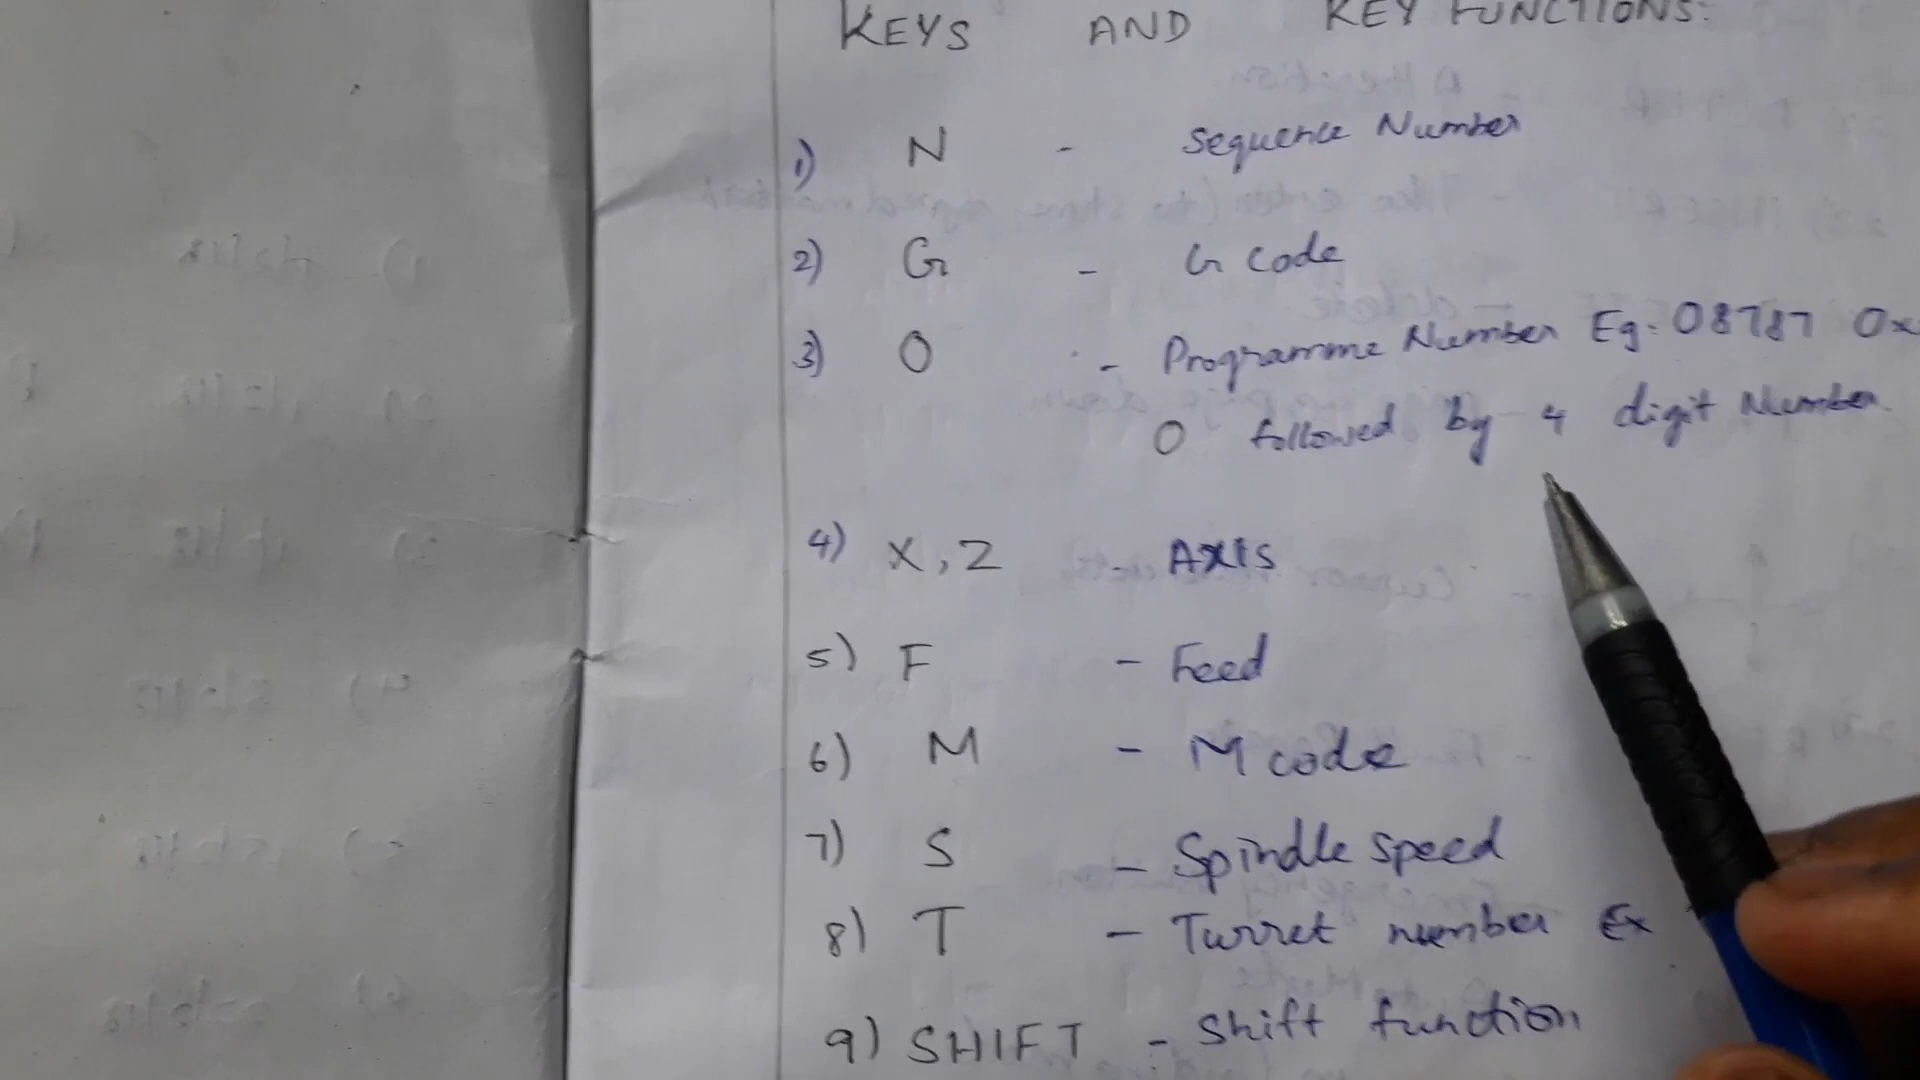 KEYS AND KEY FUNCTIONS:
1) N - Sequence Number
2) G - G code
3) O - Programme Number Eg: O8787 Ox
O followed by 4 digit Number
4) X, Z - AXIS
5) F - Feed
6) M - M code
7) S - Spindle Speed
8) T - Turret number Ex
9) SHIFT - Shift function